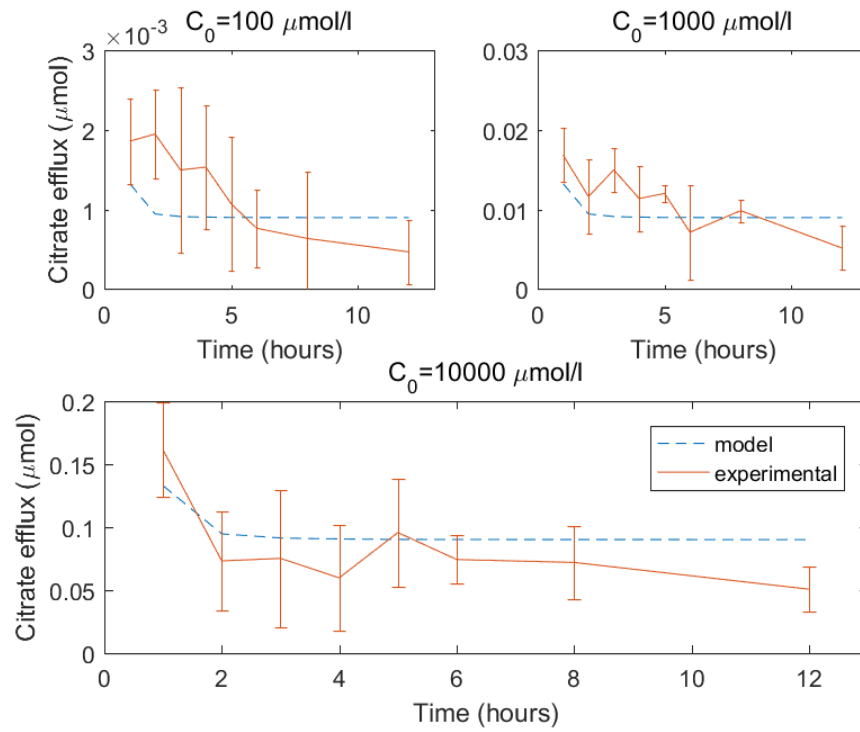 C₀=100 μmol/l
×10⁻³
3
2
1
0
Citrate efflux (μmol)
0 5 10
Time (hours)
C₀=1000 μmol/l
0.03
0.02
0.01
0
0 5 10
Time (hours)
C₀=10000 μmol/l
0.2
0.15
0.1
0.05
0
Citrate efflux (μmol)
model
experimental
0 2 4 6 8 10 12
Time (hours)